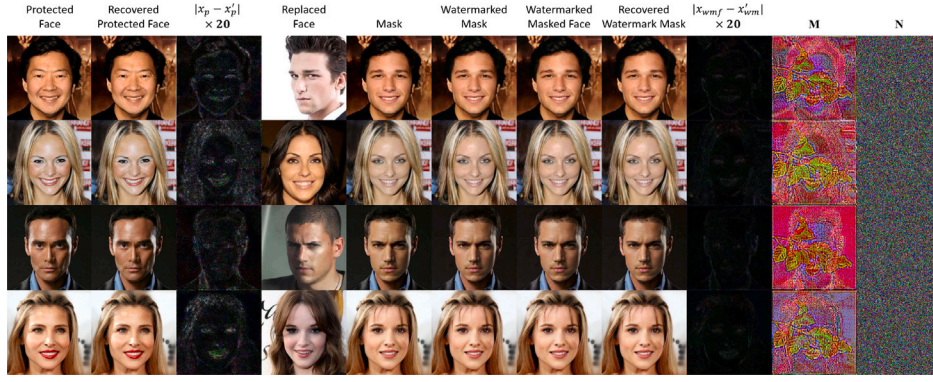 Protected Face
Recovered Protected Face
|x_p − x'_p| × 20
Replaced Face
Mask
Watermarked Mask
Watermarked Masked Face
Recovered Watermark Mask
|x_wmf − x'_wm| × 20
M
N